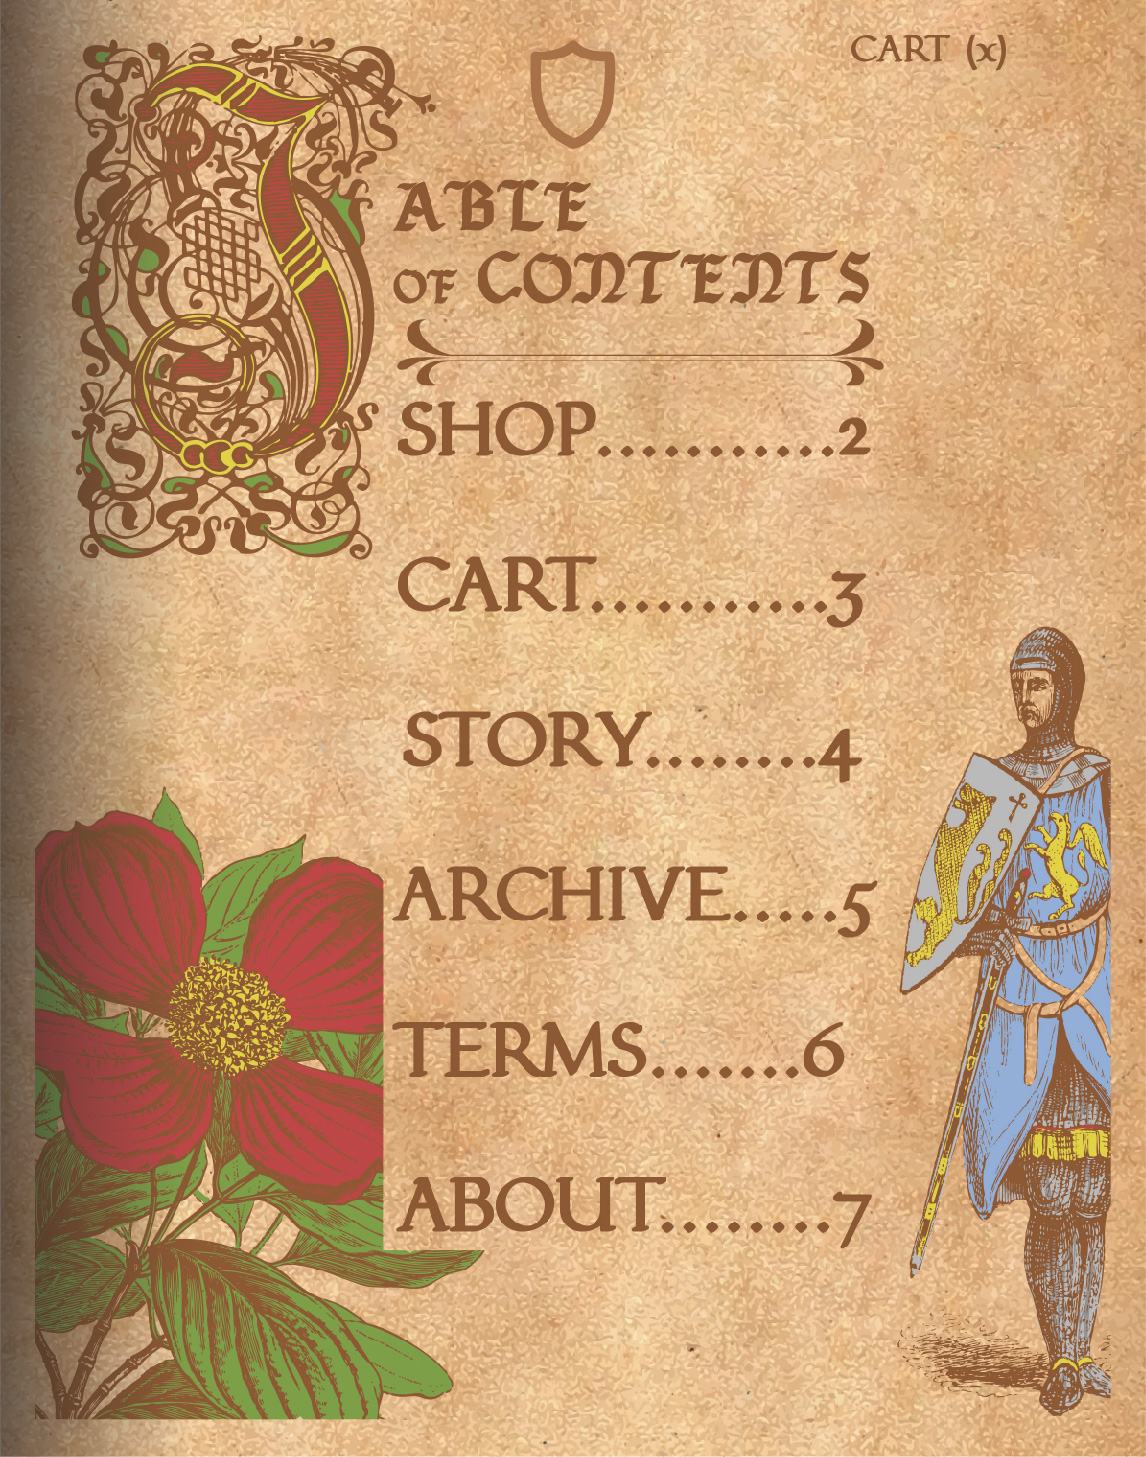 CART (x)
TABLE
OF CONTENTS
SHOP...........2
CART...........3
STORY........4
ARCHIVE.....5
TERMS.......6
ABOUT........7